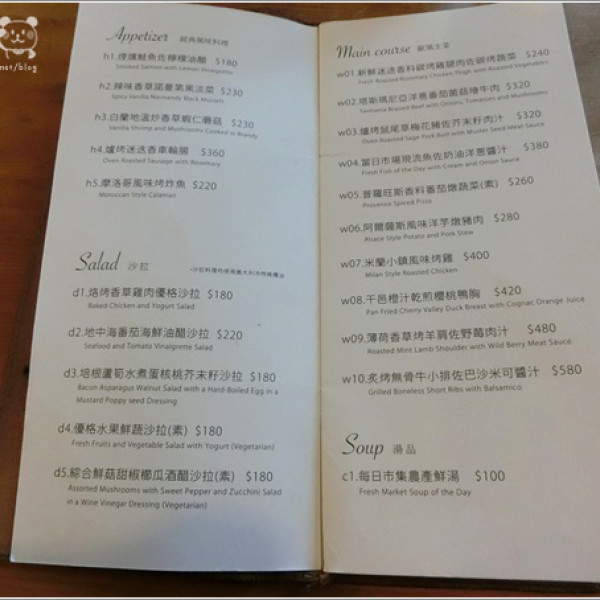 net/blog
Appetizer 經典風味料理
h1.煙燻鮭魚佐檸檬油醋 $180
Smoked Salmon with Lemon Vinaigrette
h2.辣味香草諾曼第黑淡菜 $230
Spicy Vanilla Normandy Black Mussels
h3.白蘭地溫炒香草蝦仁蘑菇 $230
Vanilla Shrimp and Mushrooms Cooked in Brandy
h4.爐烤迷迭香車輪腸 $360
Oven Roasted Sausage with Rosemary
h5.摩洛哥風味烤炸魚 $220
Moroccan Style Calamari
Salad 沙拉
d1.烙烤香草雞肉優格沙拉 $180
Baked Chicken and Yogurt Salad
d2.地中海番茄海鮮油醋沙拉 $220
Seafood and Tomato Vinaigrette Salad
d3.培根蘆筍水煮蛋核桃芥末籽沙拉 $180
Bacon Asparagus Walnut Salad with a Hard-Boiled Egg in a
Mustard Poppy seed Dressing
d4.優格水果鮮蔬沙拉(素) $180
Fresh Fruits and Vegetable Salad with Yogurt (Vegetarian)
d5.綜合鮮菇甜椒櫛瓜酒醋沙拉(素) $180
Assorted Mushrooms with Sweet Pepper and Zucchini Salad
in a Wine Vinegar Dressing (Vegetarian)
Main course 歐風主菜
w01.新鮮迷迭香料碳烤雞腿肉佐碳烤蔬菜 $240
Fresh Roasted Rosemary Chicken Thigh with Roasted Vegetables
w02.塔斯瑪尼亞洋蔥番茄菌菇燴牛肉 $320
Tasmania Braised Beef with Onions, Tomatoes and Mushrooms
w03.爐烤鼠尾草梅花豬佐芥末籽肉汁 $320
Oven Roasted Sage Pork Butt with Muster Seed Meat Sauce
w04.當日市場現流魚佐奶油洋蔥醬汁 $380
Fresh Fish of the Day with Cream and Onion Sauce
w05.普羅旺斯香料番茄燉蔬菜(素) $260
Provence Spiced Pisto
w06.阿爾薩斯風味洋芋燉豬肉 $280
Alsace Style Potato and Pork Stew
w07.米蘭小鎮風味烤雞 $400
Milan Style Roasted Chicken
w08.干邑橙汁乾煎櫻桃鴨胸 $420
Pan Fried Cherry Valley Duck Breast with Cognac Orange Juice
w09.薄荷香草烤羊肩佐野莓肉汁 $480
Roasted Mint Lamb Shoulder with Wild Berry Meat Sauce
w10.炙烤無骨牛小排佐巴沙米可醬汁 $580
Grilled Boneless Short Ribs with Balsamico
Soup 湯品
c1.每日市集農產鮮湯 $100
Fresh Market Soup of the Day